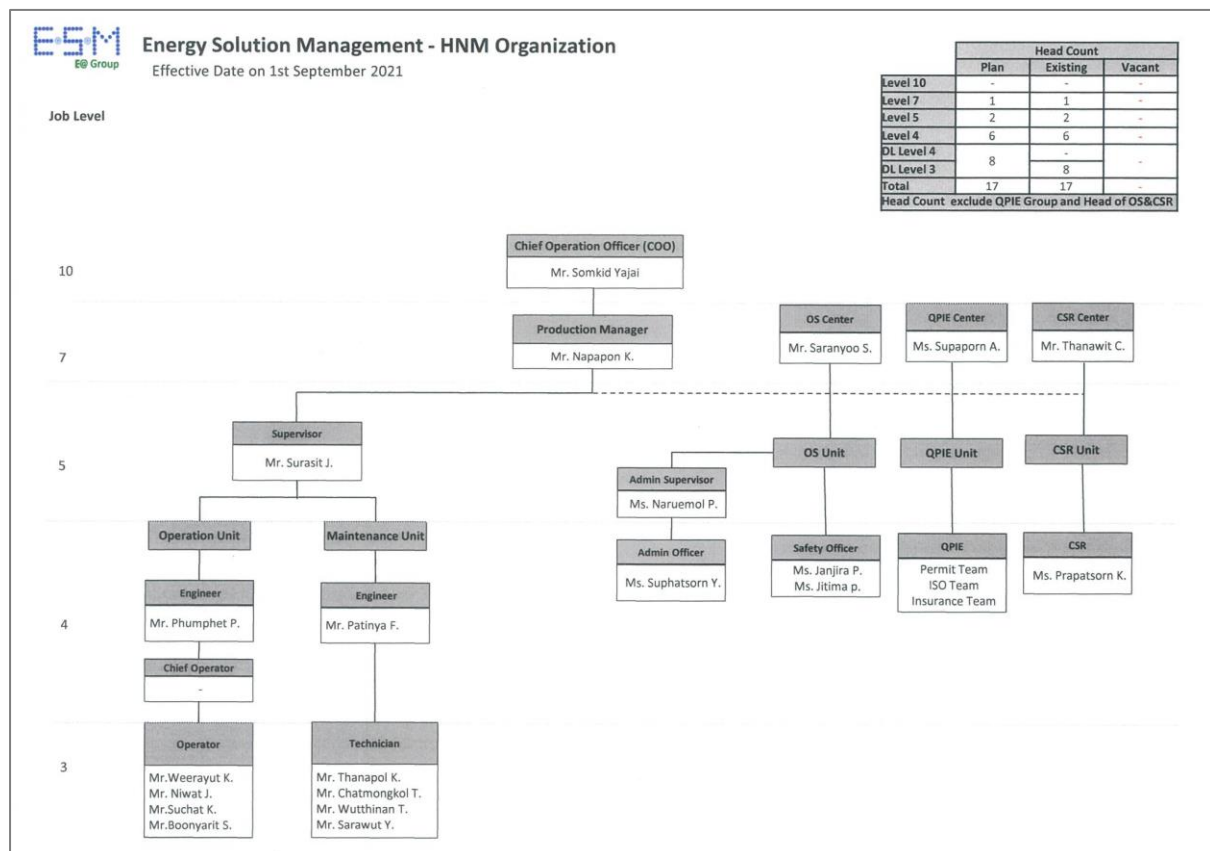 E·S·M
E@ Group
Energy Solution Management - HNM Organization
Effective Date on 1st September 2021
Head Count
Plan Existing Vacant
Level 10 - - -
Level 7 1 1 -
Level 5 2 2 -
Level 4 6 6 -
DL Level 4 8 - -
DL Level 3 8
Total 17 17 -
Head Count exclude QPIE Group and Head of OS&CSR
Job Level
10
Chief Operation Officer (COO)
Mr. Somkid Yajai
7
Production Manager
Mr. Napapon K.
OS Center
Mr. Saranyoo S.
QPIE Center
Ms. Supaporn A.
CSR Center
Mr. Thanawit C.
5
Supervisor
Mr. Surasit J.
OS Unit
QPIE Unit
CSR Unit
Admin Supervisor
Ms. Naruemol P.
4
Operation Unit
Maintenance Unit
Admin Officer
Ms. Suphatsorn Y.
Safety Officer
Ms. Janjira P.
Ms. Jitima p.
QPIE
Permit Team
ISO Team
Insurance Team
CSR
Ms. Prapatsorn K.
Engineer
Mr. Phumphet P.
Engineer
Mr. Patinya F.
Chief Operator
-
3
Operator
Mr.Weerayut K.
Mr. Niwat J.
Mr.Suchat K.
Mr.Boonyarit S.
Technician
Mr. Thanapol K.
Mr. Chatmongkol T.
Mr. Wutthinan T.
Mr. Sarawut Y.